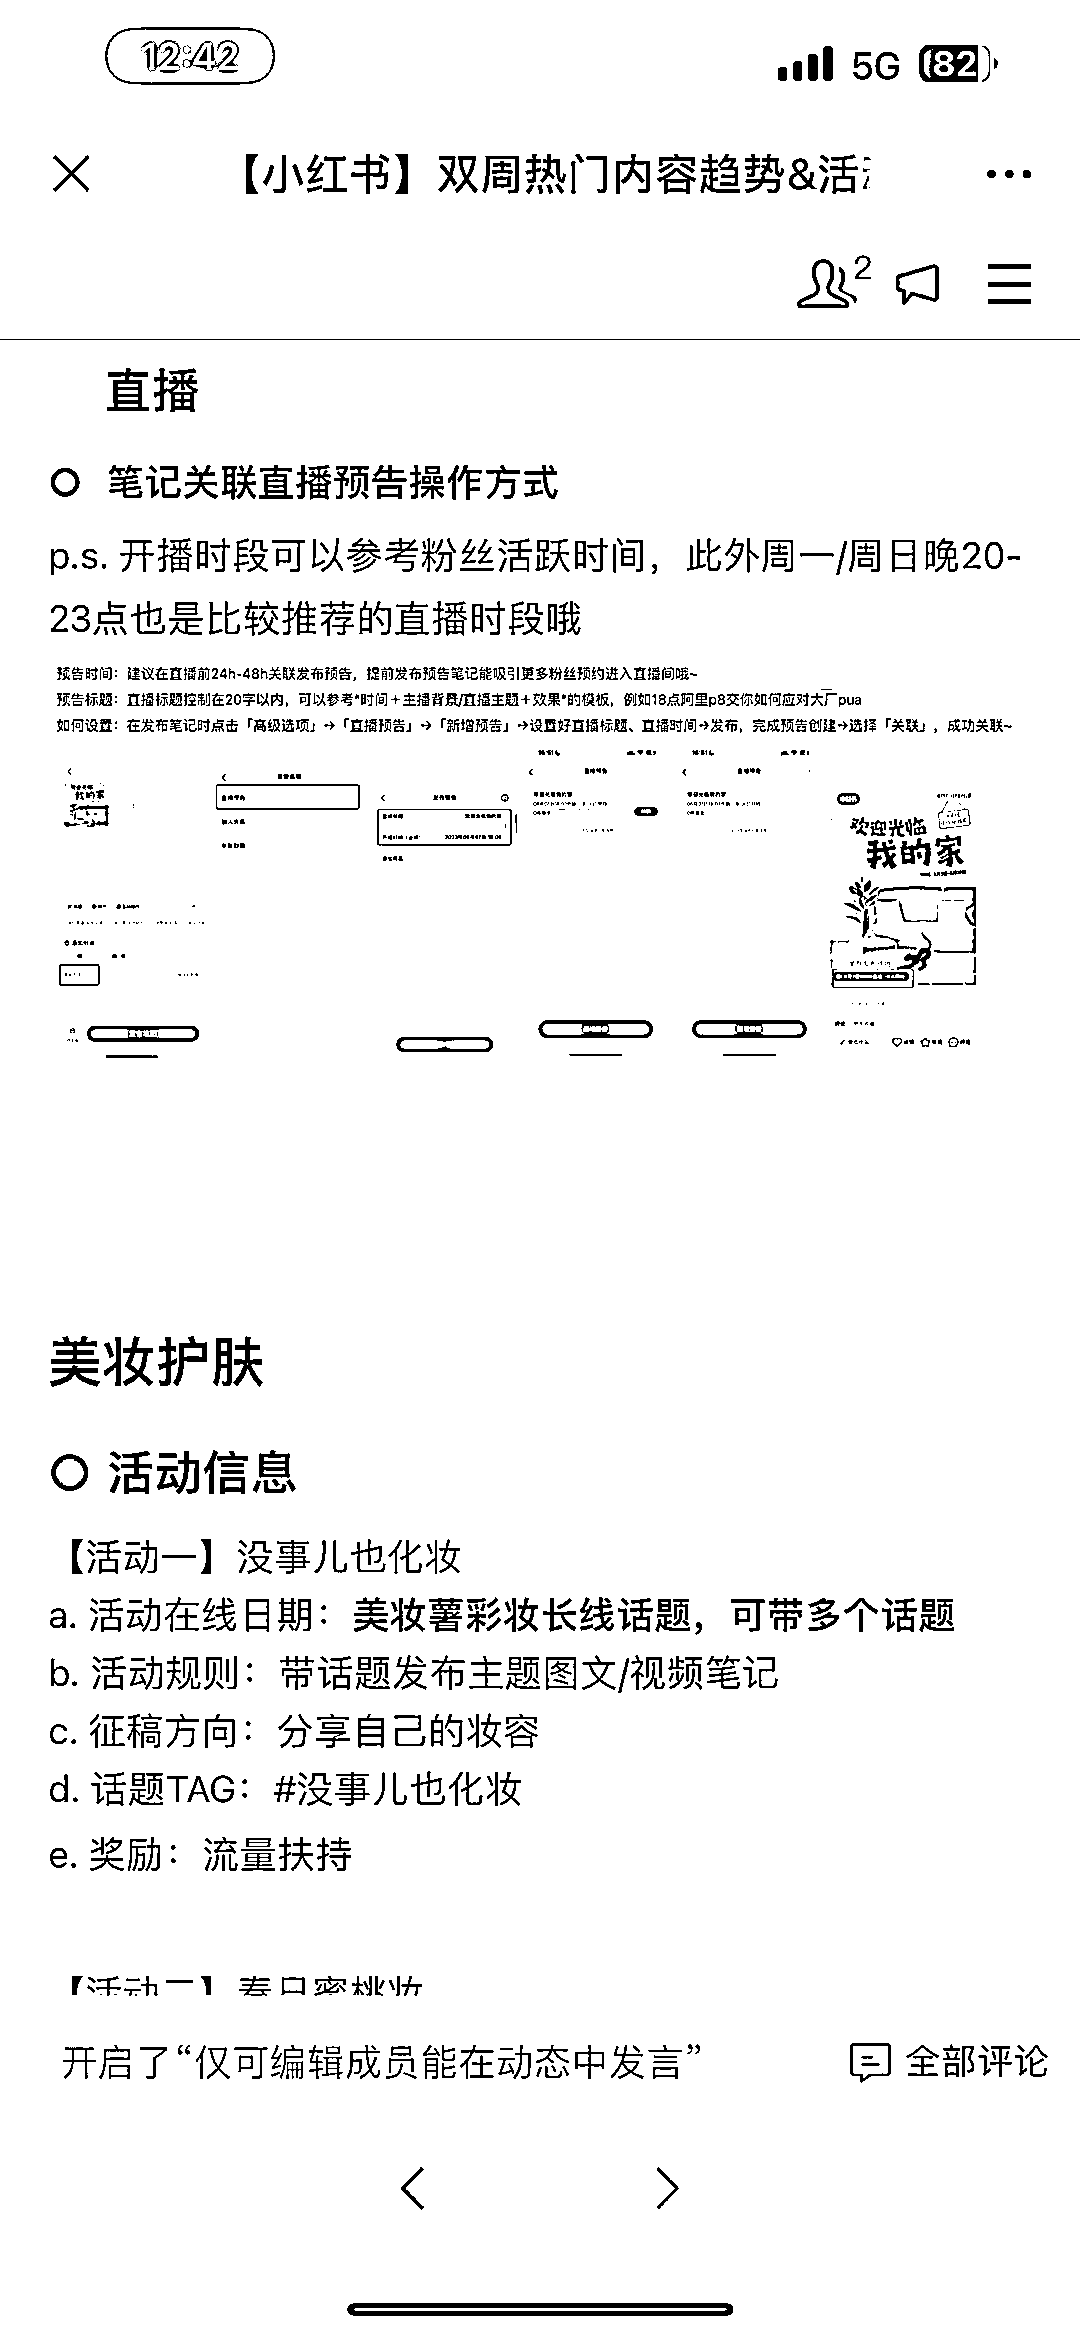 12:42
5G 82
【小红书】双周热门内容趋势&活
2
直播
笔记关联直播预告操作方式
p.s. 开播时段可以参考粉丝活跃时间，此外周一/周日晚20-
23点也是比较推荐的直播时段哦
预告时间：建议在直播前24h-48h关联发布预告，提前发布预告笔记能吸引更多粉丝预约进入直播间哦~
预告标题：直播标题控制在20字以内，可以参考"时间＋主播背景/直播主题＋效果"的模板，例如18点阿里p8交你如何应对大厂pua
如何设置：在发布笔记时点击「高级选项」→「直播预告」→「新增预告」→设置好直播标题、直播时间→发布，完成预告创建→选择「关联」，成功关联~
我的家
欢迎光临
我的家
美妆护肤
活动信息
【活动一】没事儿也化妆
a. 活动在线日期：美妆薯彩妆长线话题，可带多个话题
b. 活动规则：带话题发布主题图文/视频笔记
c. 征稿方向：分享自己的妆容
d. 话题TAG：#没事儿也化妆
e. 奖励：流量扶持
【活动二】春日蜜桃妆
开启了“仅可编辑成员能在动态中发言”
全部评论